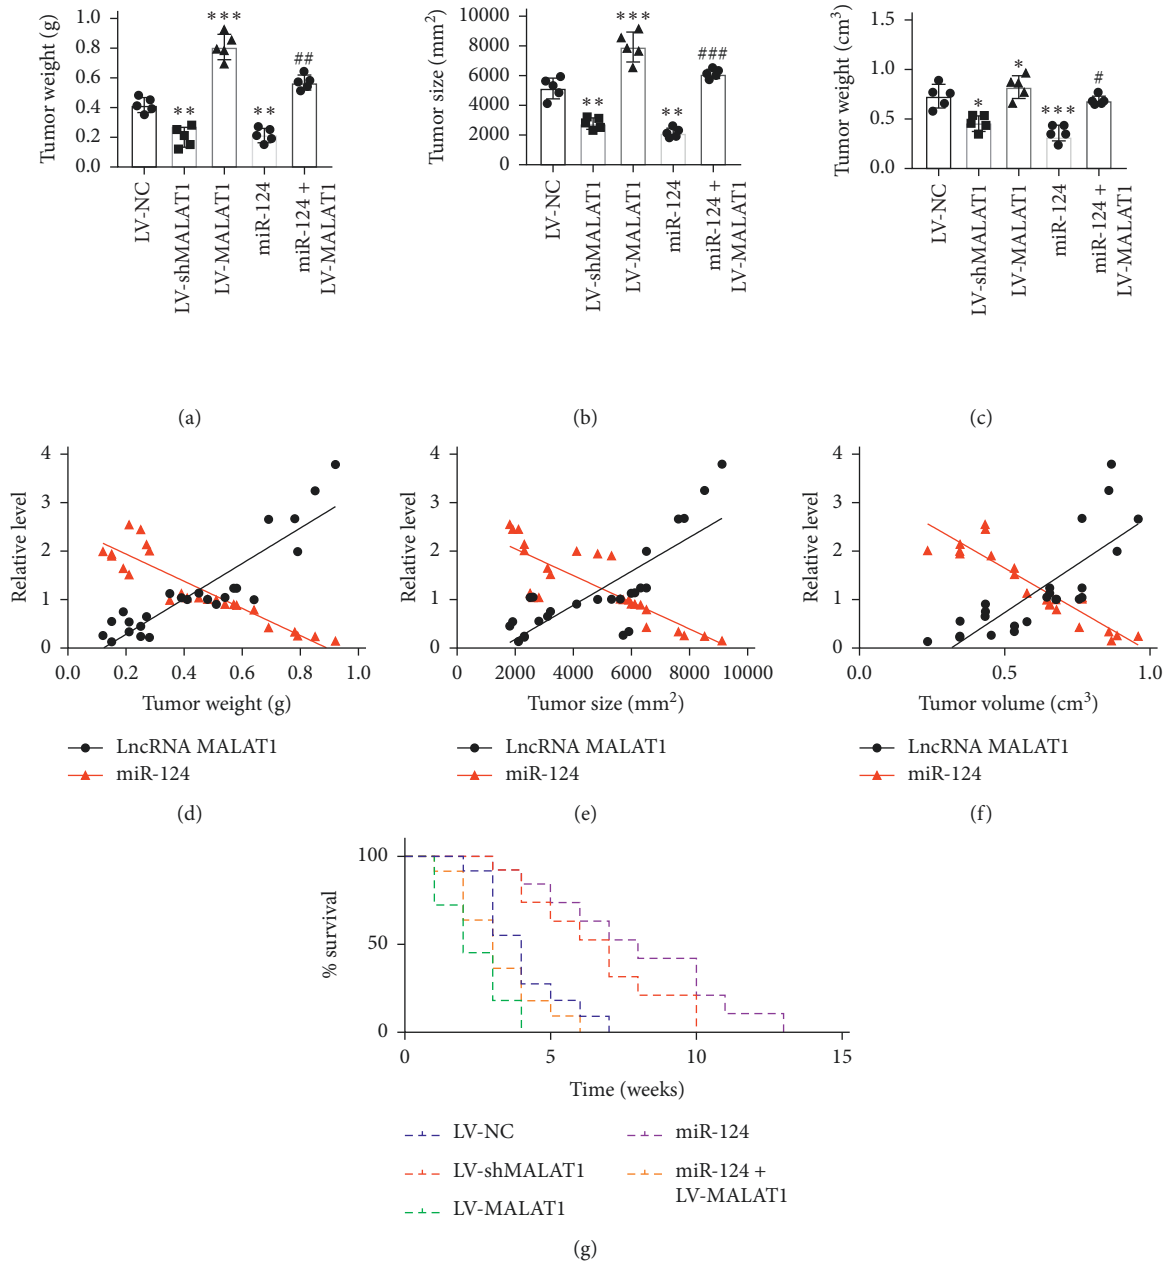 Tumor weight (g)
1.0
0.8
0.6
0.4
0.2
0.0
***
**
**
##
LV-NC
LV-shMALAT1
LV-MALAT1
miR-124
miR-124 +
LV-MALAT1
(a)
Tumor size (mm²)
10000
8000
6000
4000
2000
0
**
***
**
###
LV-NC
LV-shMALAT1
LV-MALAT1
miR-124
miR-124 +
LV-MALAT1
(b)
Tumor weight (cm³)
1.5
1.0
0.5
0.0
*
*
***
#
LV-NC
LV-shMALAT1
LV-MALAT1
miR-124
miR-124 +
LV-MALAT1
(c)
Relative level
4
3
2
1
0
0.0 0.2 0.4 0.6 0.8 1.0
Tumor weight (g)
LncRNA MALAT1
miR-124
(d)
Relative level
4
3
2
1
0
0 2000 4000 6000 8000 10000
Tumor size (mm²)
LncRNA MALAT1
miR-124
(e)
Relative level
4
3
2
1
0
0.0 0.5 1.0
Tumor volume (cm³)
LncRNA MALAT1
miR-124
(f)
% survival
100
50
0
0 5 10 15
Time (weeks)
LV-NC
LV-shMALAT1
LV-MALAT1
miR-124
miR-124 +
LV-MALAT1
(g)